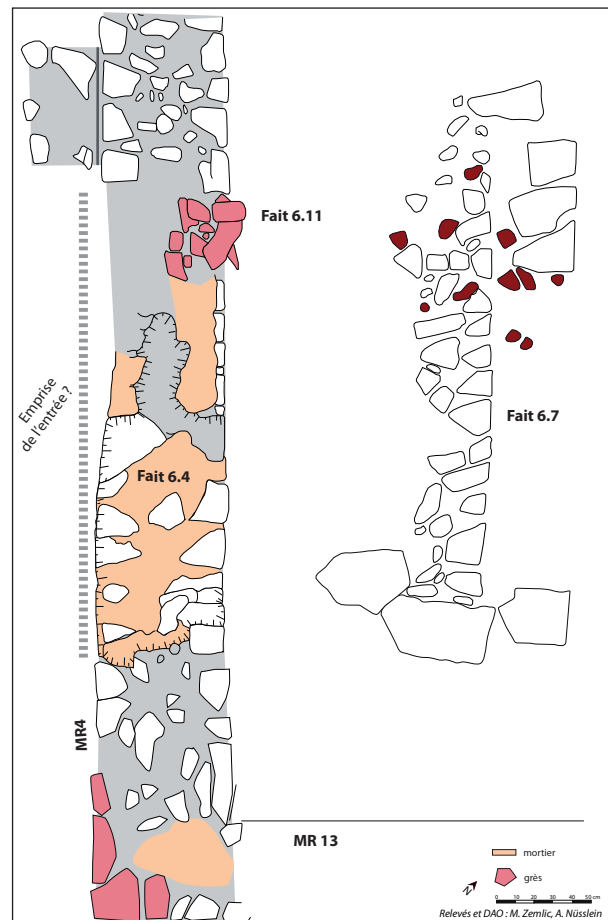 Fait 6.11
Emprise
de l'entrée ?
Fait 6.7
Fait 6.4
MR4
MR 13
mortier
grès
N
0 10 20 30 40 50 cm
Relevés et DAO : M. Zemlic, A. Nüsslein